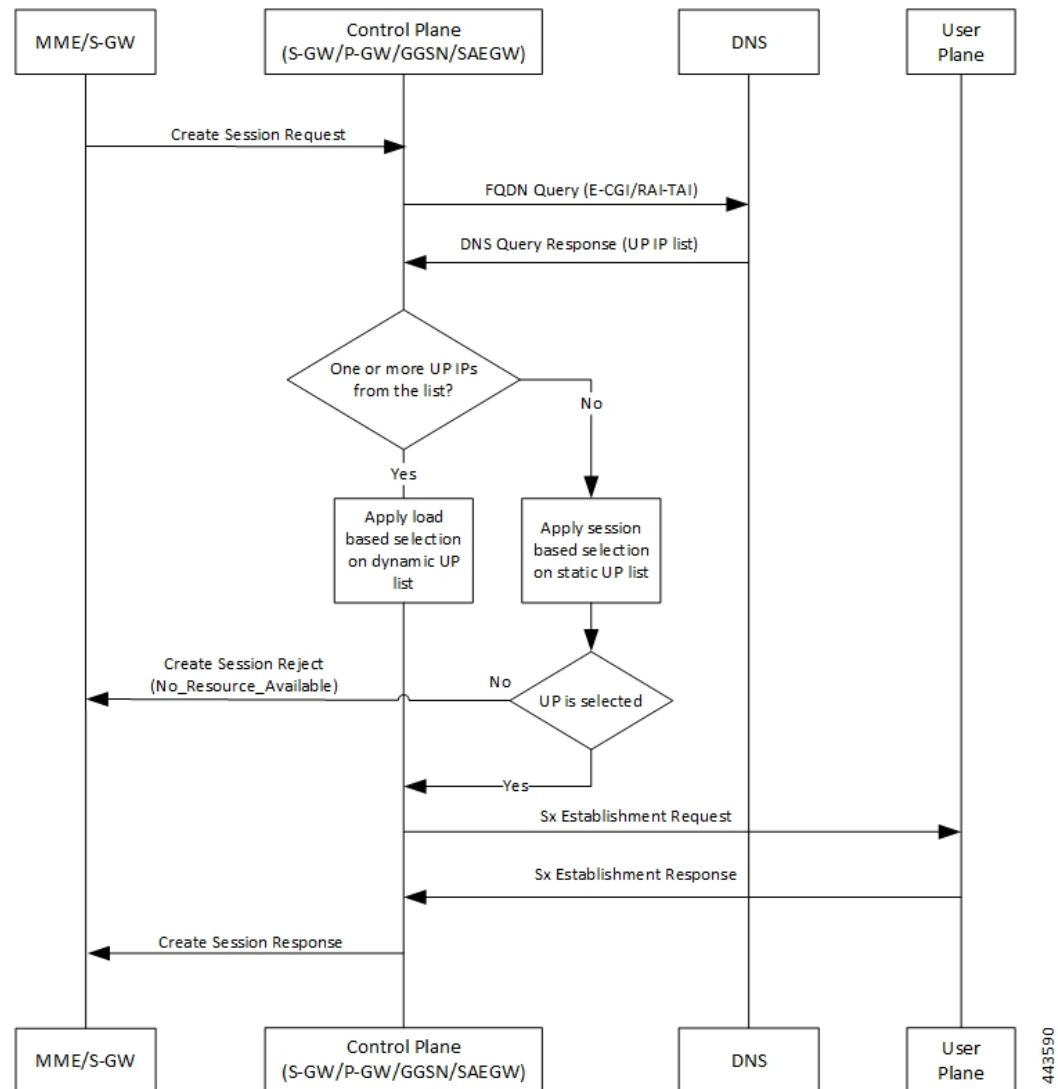 MME/S-GW
Control Plane
(S-GW/P-GW/GGSN/SAEGW)
DNS
User
Plane
Create Session Request
FQDN Query (E-CGI/RAI-TAI)
DNS Query Response (UP IP list)
One or more UP IPs
from the list?
No
Yes
Apply load
based selection
on dynamic UP
list
Apply session
based selection
on static UP list
Create Session Reject
(No_Resource_Available)
No
UP is selected
Yes
Sx Establishment Request
Sx Establishment Response
Create Session Response
MME/S-GW
Control Plane
(S-GW/P-GW/GGSN/SAEGW)
DNS
User
Plane
443590